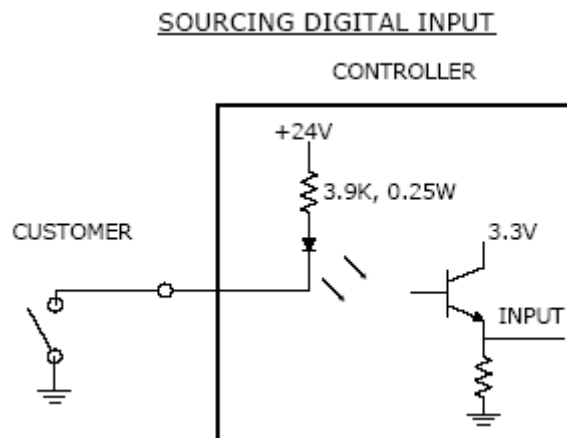 SOURCING DIGITAL INPUT
CONTROLLER
+24V
3.9K, 0.25W
CUSTOMER
3.3V
INPUT